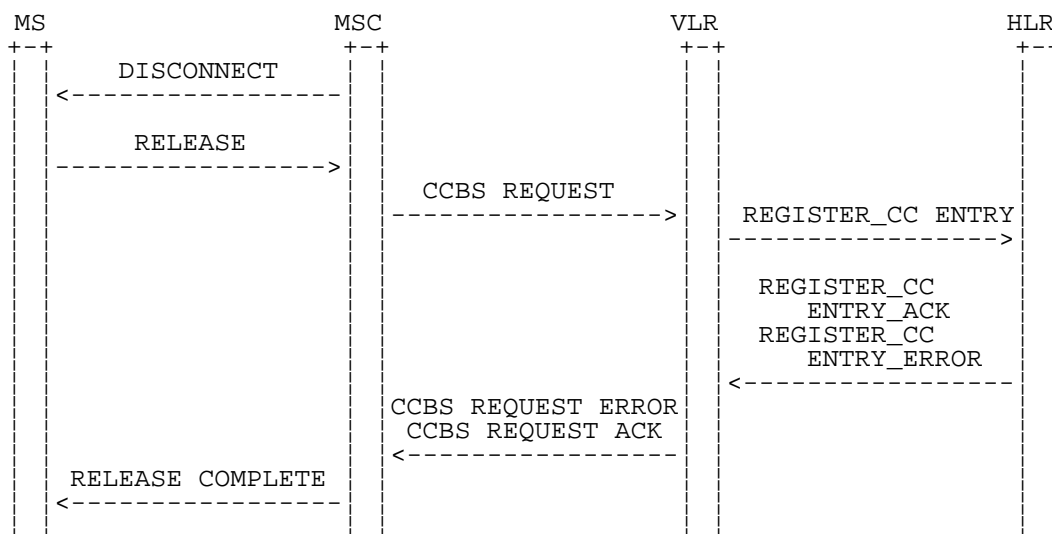 MS MSC VLR HLR
DISCONNECT
RELEASE
CCBS REQUEST
REGISTER_CC ENTRY
REGISTER_CC
ENTRY_ACK
REGISTER_CC
ENTRY_ERROR
CCBS REQUEST ERROR
CCBS REQUEST ACK
RELEASE COMPLETE